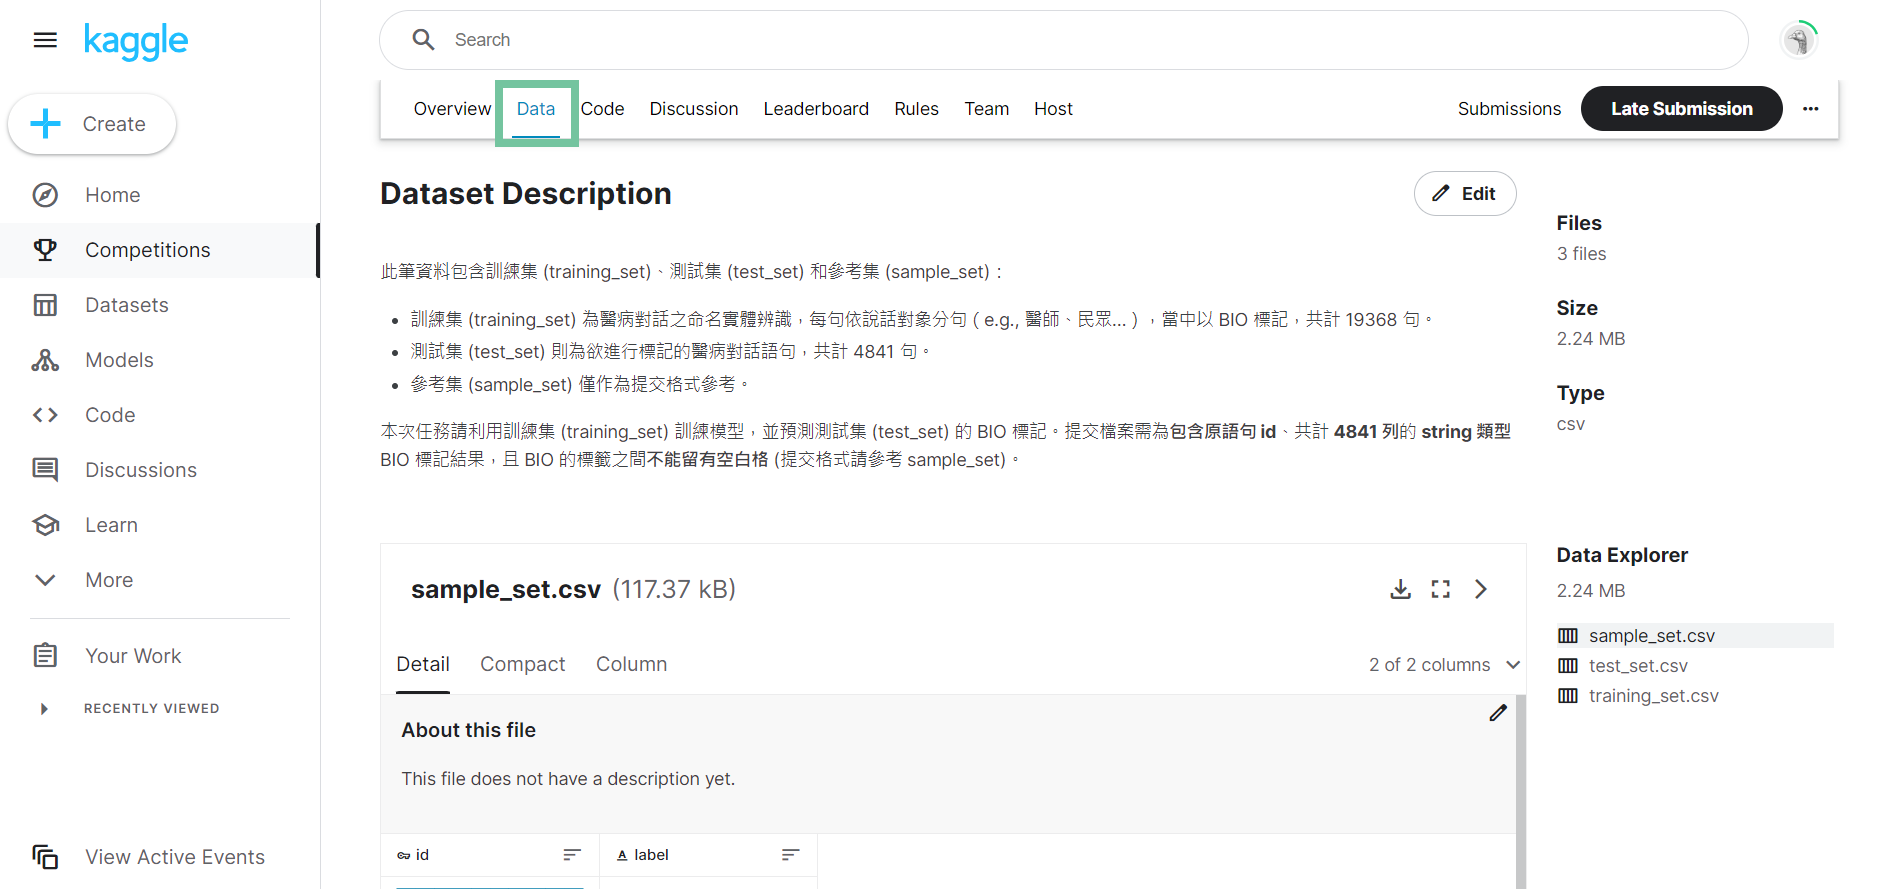 kaggle
Search
Create
Home
Competitions
Datasets
Models
Code
Discussions
Learn
More
Your Work
RECENTLY VIEWED
View Active Events
Overview Data Code Discussion Leaderboard Rules Team Host Submissions Late Submission
Dataset Description
Edit
此筆資料包含訓練集 (training_set)、測試集 (test_set) 和參考集 (sample_set)：
• 訓練集 (training_set) 為醫病對話之命名實體辨識，每句依說話對象分句（e.g., 醫師、民眾...），當中以 BIO 標記，共計 19368 句。
• 測試集 (test_set) 則為欲進行標記的醫病對話語句，共計 4841 句。
• 參考集 (sample_set) 僅作為提交格式參考。
本次任務請利用訓練集 (training_set) 訓練模型，並預測測試集 (test_set) 的 BIO 標記。提交檔案需為包含原語句 id、共計 4841 列的 string 類型
BIO 標記結果，且 BIO 的標籤之間不能留有空白格 (提交格式請參考 sample_set)。
Files
3 files
Size
2.24 MB
Type
csv
sample_set.csv (117.37 kB)
Detail Compact Column 2 of 2 columns
About this file
This file does not have a description yet.
id label
Data Explorer
2.24 MB
sample_set.csv
test_set.csv
training_set.csv